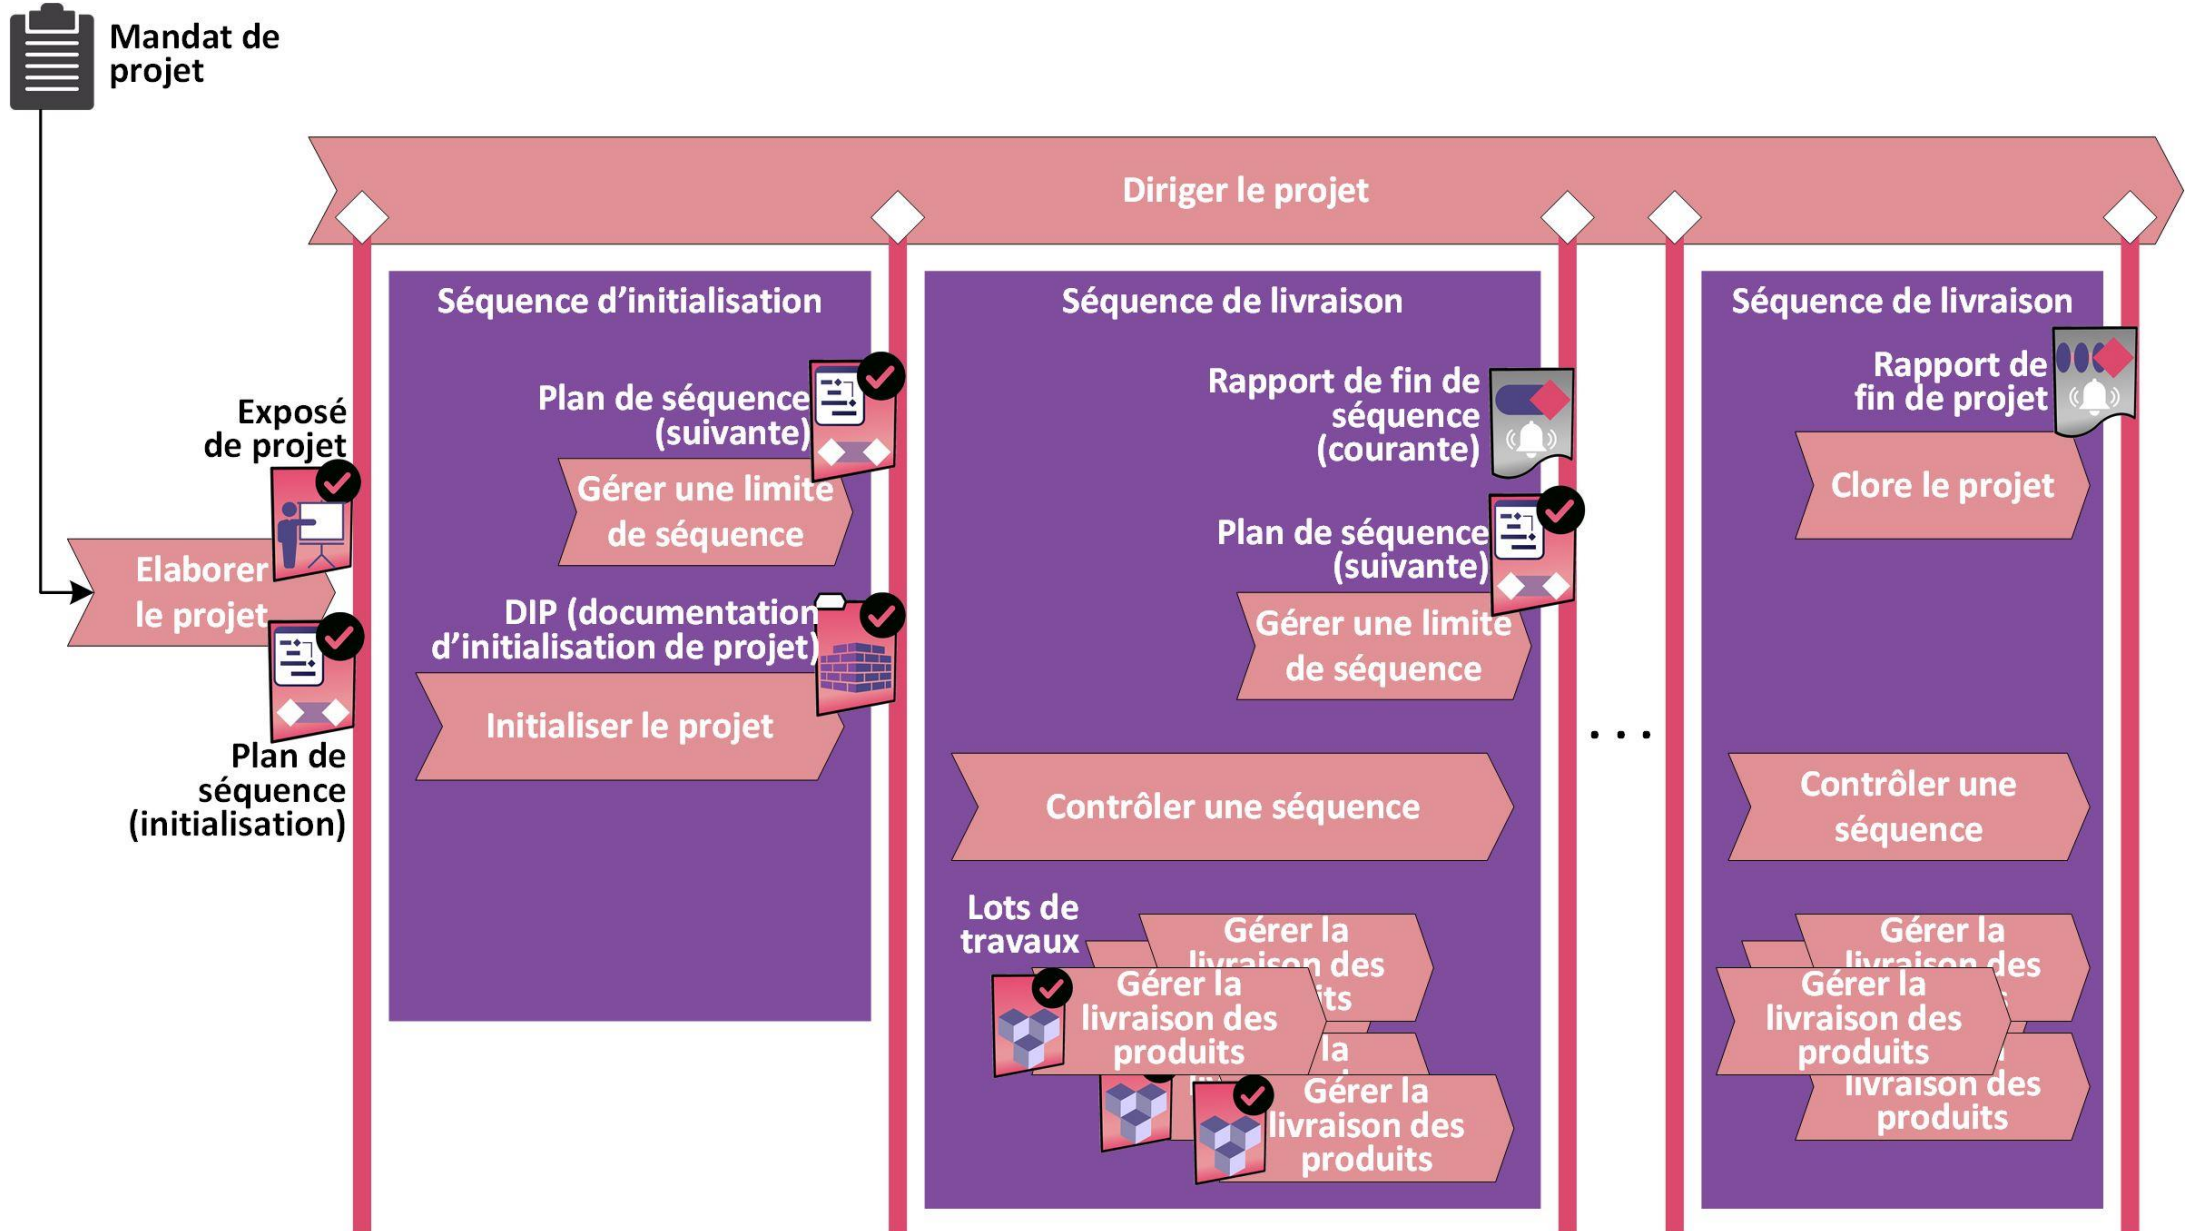 Mandat de
projet
Diriger le projet
Exposé
de projet
Elaborer
le projet
Plan de
séquence
(initialisation)
Séquence d’initialisation
Plan de séquence
(suivante)
Gérer une limite
de séquence
DIP (documentation
d’initialisation de projet)
Initialiser le projet
Séquence de livraison
Rapport de fin de
séquence
(courante)
Plan de séquence
(suivante)
Gérer une limite
de séquence
Contrôler une séquence
Lots de
travaux
Gérer la
livraison des
Gérer la
livraison des
produits
la
Gérer la
livraison des
produits
. . .
Séquence de livraison
Rapport de
fin de projet
Clore le projet
Contrôler une
séquence
Gérer la
livraison des
Gérer la
livraison des
produits
livraison des
produits